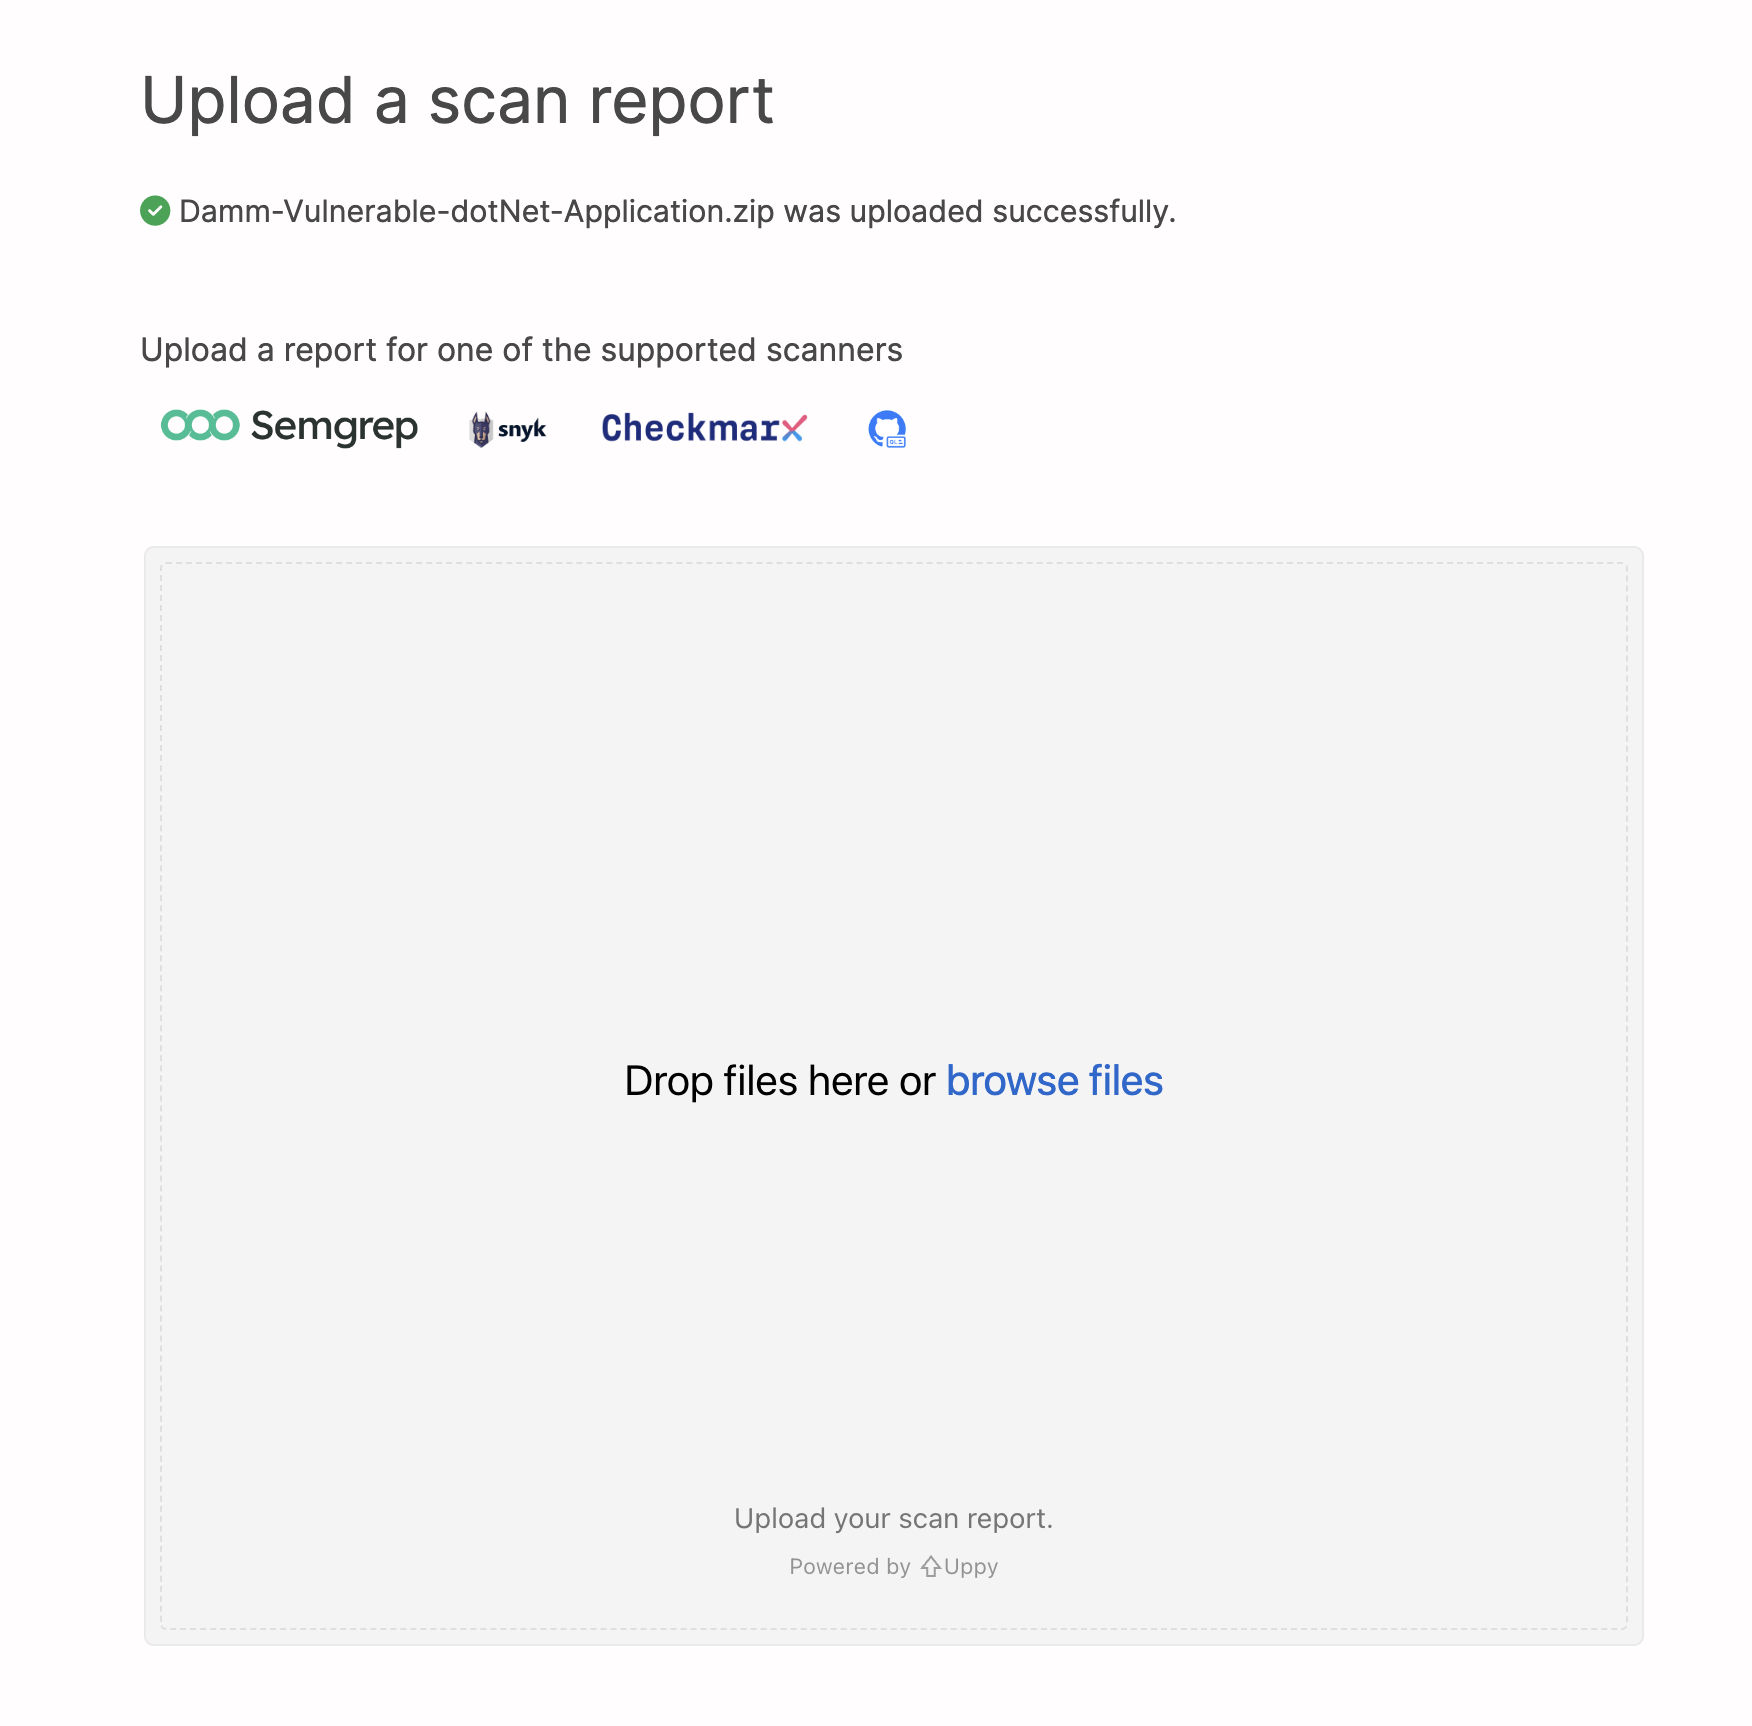 Upload a scan report
Damm-Vulnerable-dotNet-Application.zip was uploaded successfully.
Upload a report for one of the supported scanners
Semgrep snyk Checkmarx
Drop files here or browse files
Upload your scan report.
Powered by Uppy